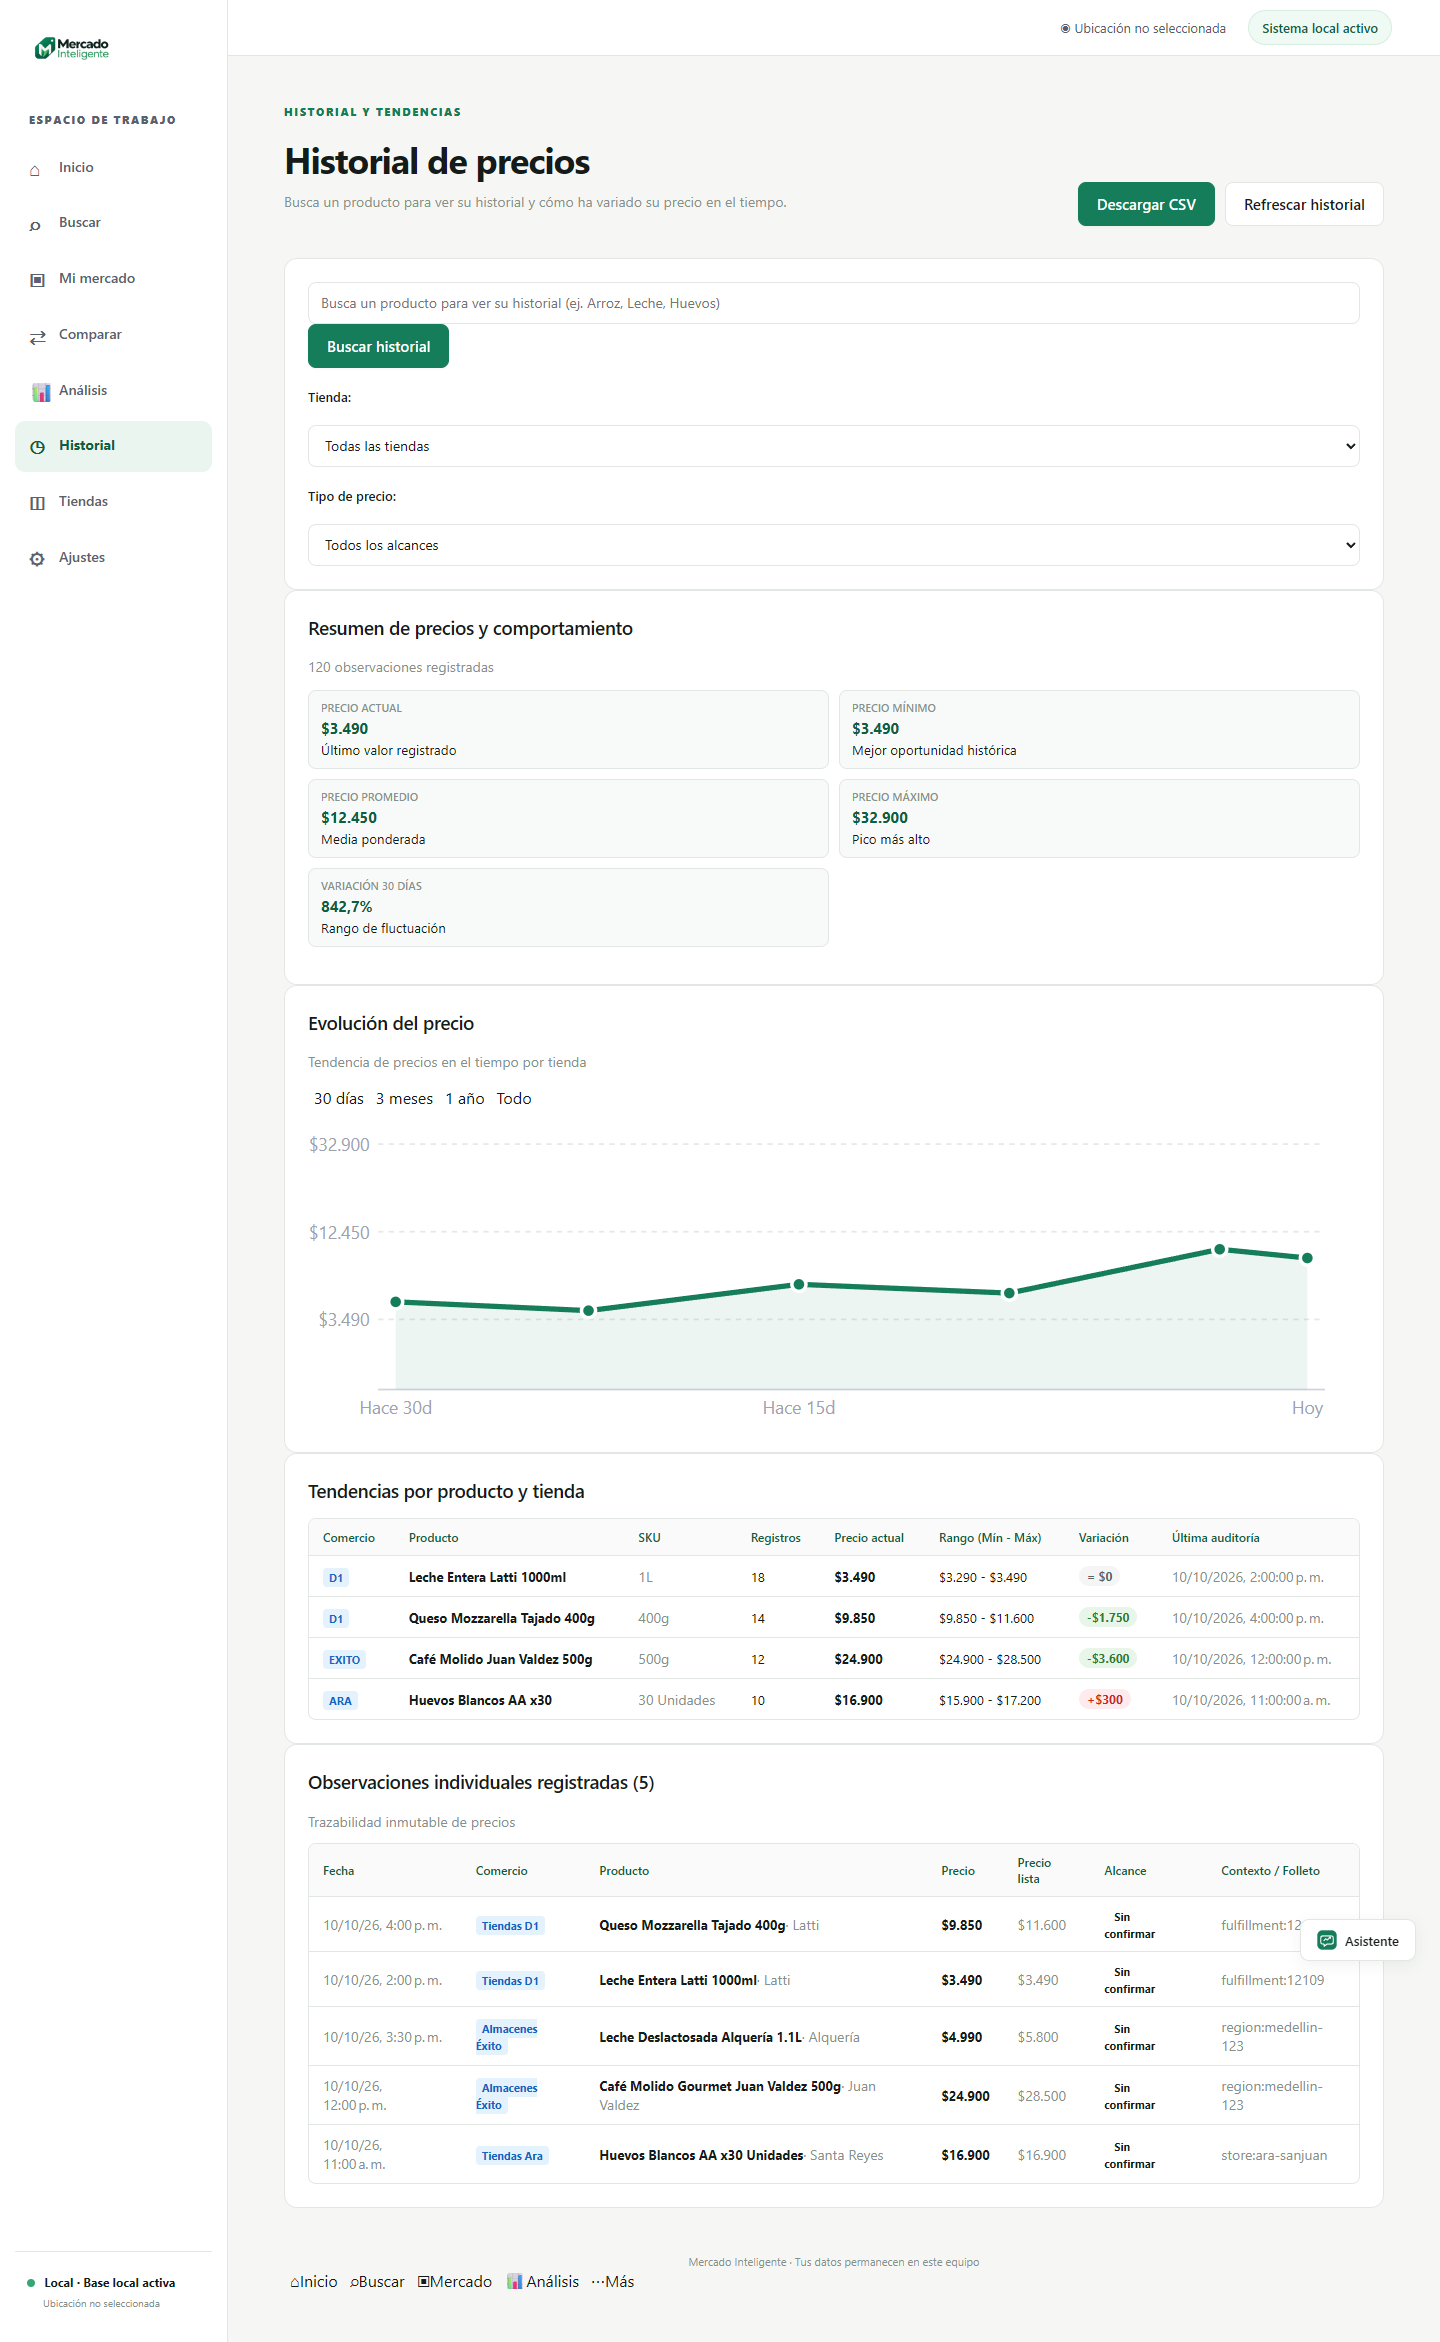 Mercado
Inteligente
Ubicación no seleccionada
Sistema local activo
ESPACIO DE TRABAJO
Inicio
Buscar
Mi mercado
Comparar
Análisis
Historial
Tiendas
Ajustes
HISTORIAL Y TENDENCIAS
Historial de precios
Busca un producto para ver su historial y cómo ha variado su precio en el tiempo.
Descargar CSV
Refrescar historial
Busca un producto para ver su historial (ej. Arroz, Leche, Huevos)
Buscar historial
Tienda:
Todas las tiendas
Tipo de precio:
Todos los alcances
Resumen de precios y comportamiento
120 observaciones registradas
PRECIO ACTUAL
$3.490
Último valor registrado
PRECIO MÍNIMO
$3.490
Mejor oportunidad histórica
PRECIO PROMEDIO
$12.450
Media ponderada
PRECIO MÁXIMO
$32.900
Pico más alto
VARIACIÓN 30 DÍAS
842,7%
Rango de fluctuación
Evolución del precio
Tendencia de precios en el tiempo por tienda
30 días 3 meses 1 año Todo
$32.900
$12.450
$3.490
Hace 30d Hace 15d Hoy
Tendencias por producto y tienda
Comercio Producto SKU Registros Precio actual Rango (Mín - Máx) Variación Última auditoría
D1 Leche Entera Latti 1000ml 1L 18 $3.490 $3.290 - $3.490 = $0 10/10/2026, 2:00:00 p. m.
D1 Queso Mozzarella Tajado 400g 400g 14 $9.850 $9.850 - $11.600 -$1.750 10/10/2026, 4:00:00 p. m.
EXITO Café Molido Juan Valdez 500g 500g 12 $24.900 $24.900 - $28.500 -$3.600 10/10/2026, 12:00:00 p. m.
ARA Huevos Blancos AA x30 30 Unidades 10 $16.900 $15.900 - $17.200 +$300 10/10/2026, 11:00:00 a. m.
Observaciones individuales registradas (5)
Trazabilidad inmutable de precios
Fecha Comercio Producto Precio Precio lista Alcance Contexto / Folleto
10/10/26, 4:00 p. m. Tiendas D1 Queso Mozzarella Tajado 400g · Latti $9.850 $11.600 Sin confirmar fulfillment:12
Asistente
10/10/26, 2:00 p. m. Tiendas D1 Leche Entera Latti 1000ml · Latti $3.490 $3.490 Sin confirmar fulfillment:12109
10/10/26, 3:30 p. m. Almacenes Éxito Leche Deslactosada Alquería 1.1L · Alquería $4.990 $5.800 Sin confirmar region:medellin-123
10/10/26, 12:00 p. m. Almacenes Éxito Café Molido Gourmet Juan Valdez 500g · Juan Valdez $24.900 $28.500 Sin confirmar region:medellin-123
10/10/26, 11:00 a. m. Tiendas Ara Huevos Blancos AA x30 Unidades · Santa Reyes $16.900 $16.900 Sin confirmar store:ara-sanjuan
Mercado Inteligente · Tus datos permanecen en este equipo
Inicio Buscar Mercado Análisis ···Más
Local · Base local activa
Ubicación no seleccionada